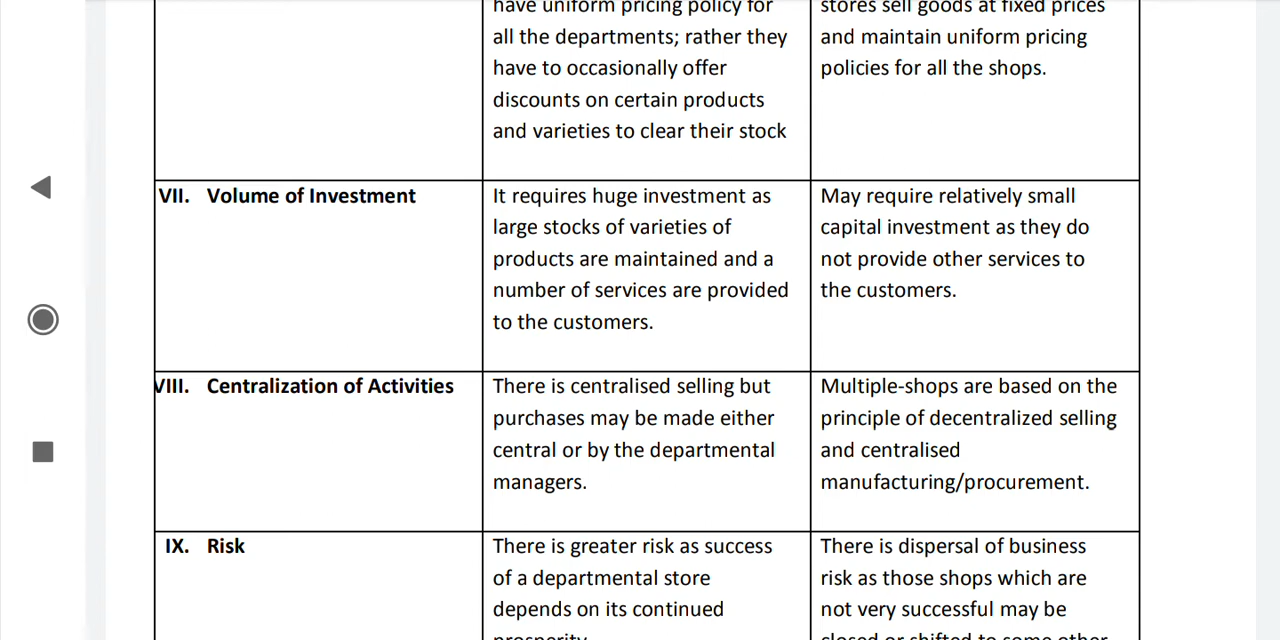 have uniform pricing policy for
all the departments; rather they
have to occasionally offer
discounts on certain products
and varieties to clear their stock
stores sell goods at fixed prices
and maintain uniform pricing
policies for all the shops.
VII. Volume of Investment
It requires huge investment as
large stocks of varieties of
products are maintained and a
number of services are provided
to the customers.
May require relatively small
capital investment as they do
not provide other services to
the customers.
VIII. Centralization of Activities
There is centralised selling but
purchases may be made either
central or by the departmental
managers.
Multiple-shops are based on the
principle of decentralized selling
and centralised
manufacturing/procurement.
IX. Risk
There is greater risk as success
of a departmental store
depends on its continued
prosperity.
There is dispersal of business
risk as those shops which are
not very successful may be
closed or shifted to some other